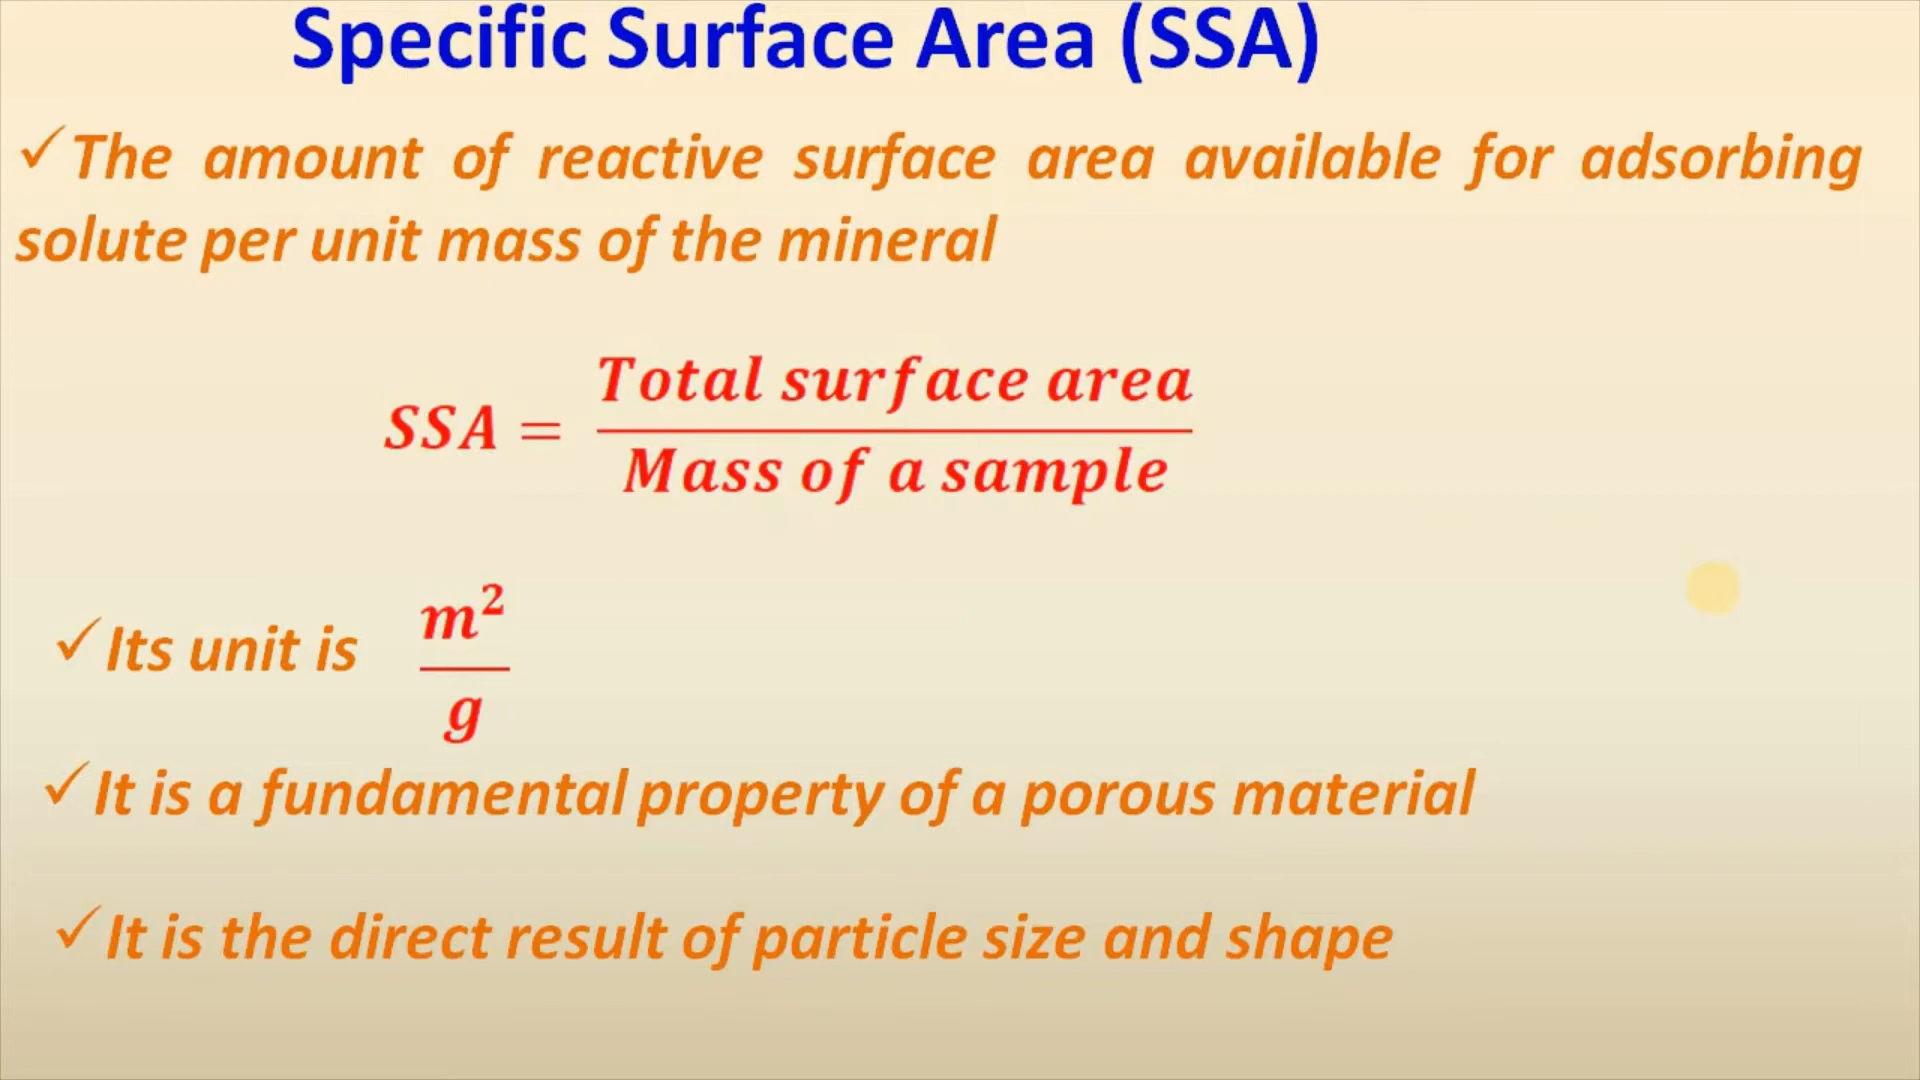 Specific Surface Area (SSA)
✓The amount of reactive surface area available for adsorbing
solute per unit mass of the mineral
SSA = Total surface area / Mass of a sample
✓Its unit is m²/g
✓It is a fundamental property of a porous material
✓It is the direct result of particle size and shape